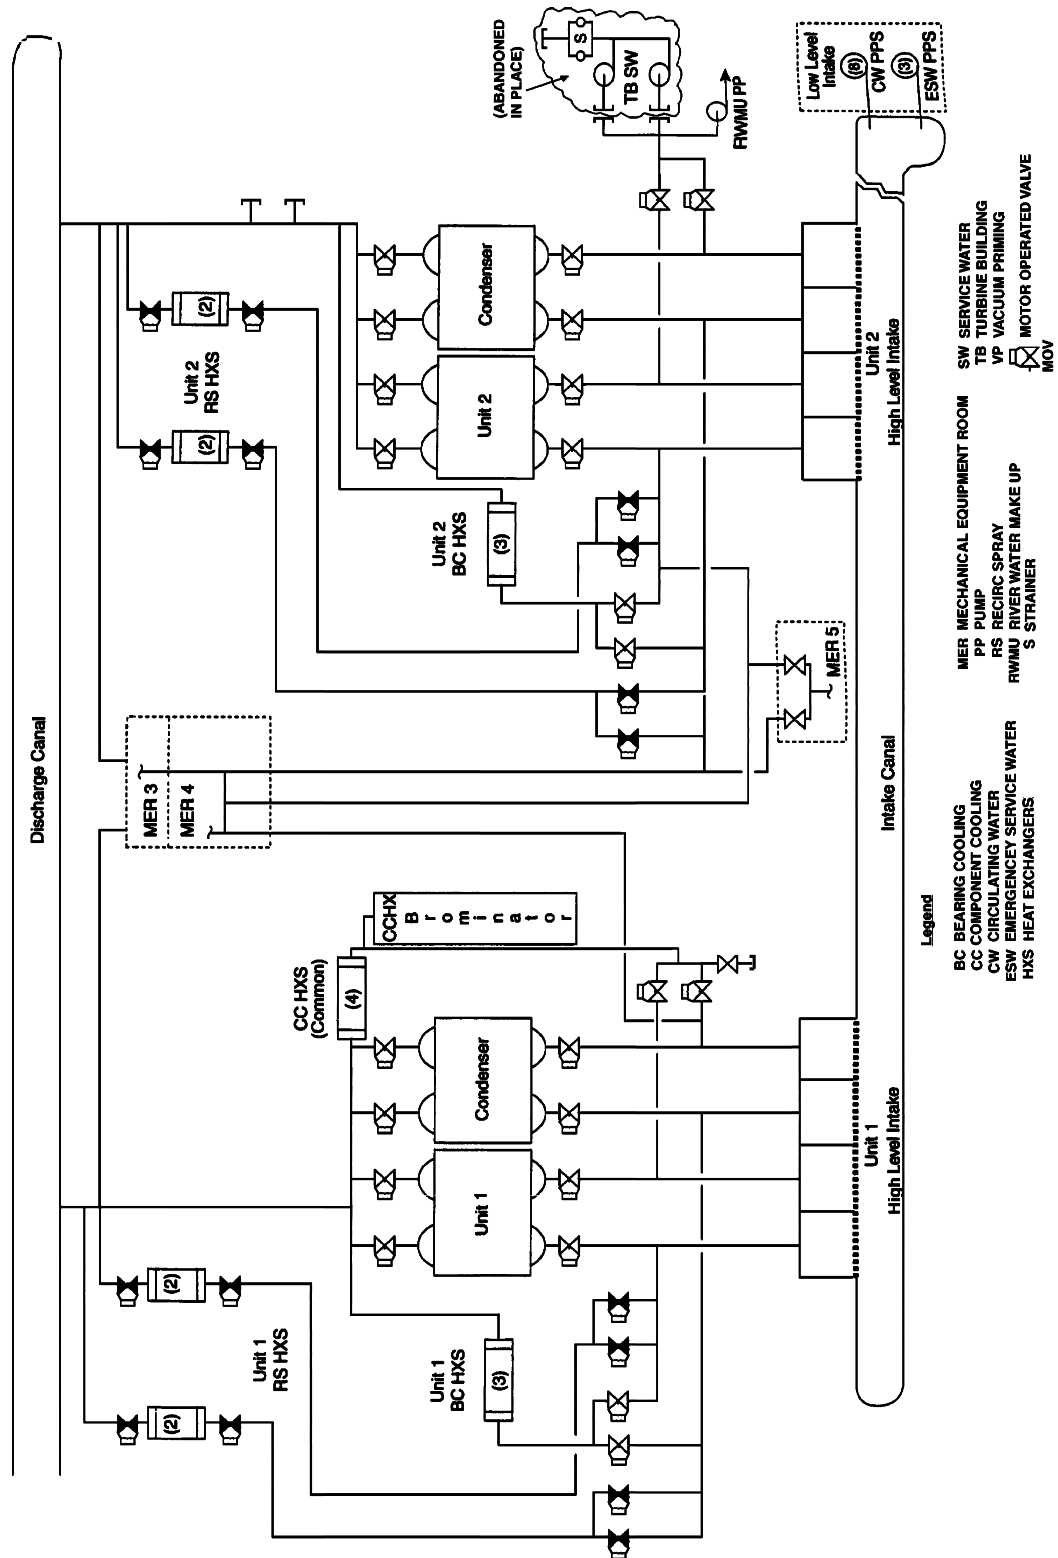 Discharge Canal
(ABANDONED
IN PLACE)
S
TB SW
RWMU PP
Low Level
Intake
(8)
CW PPS
(3)
ESW PPS
(2)
Unit 2
RS HXS
(2)
Condenser
Unit 2
Unit 2
BC HXS
(3)
Unit 2
High Level Intake
MER 3
MER 4
MER 5
Intake Canal
CCHX
B r o m i n a t o r
CC HXS
(Common)
(4)
Condenser
Unit 1
(2)
Unit 1
RS HXS
(2)
Unit 1
BC HXS
(3)
Unit 1
High Level Intake
Legend
BC BEARING COOLING
CC COMPONENT COOLING
CW CIRCULATING WATER
ESW EMERGENCEY SERVICE WATER
HXS HEAT EXCHANGERS
MER MECHANICAL EQUIPMENT ROOM
PP PUMP
RS RECIRC SPRAY
RWMU RIVER WATER MAKE UP
S STRAINER
SW SERVICE WATER
TB TURBINE BUILDING
VP VACUUM PRIMING
MOTOR OPERATED VALVE
MOV